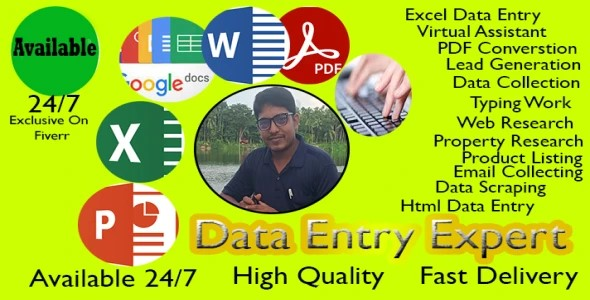 Available
24/7
Exclusive On
Fiverr
Google docs
W
PDF
X
P
Excel Data Entry
Virtual Assistant
PDF Converstion
Lead Generation
Data Collection
Typing Work
Web Research
Property Research
Product Listing
Email Collecting
Data Scraping
Html Data Entry
Data Entry Expert
Available 24/7
High Quality
Fast Delivery